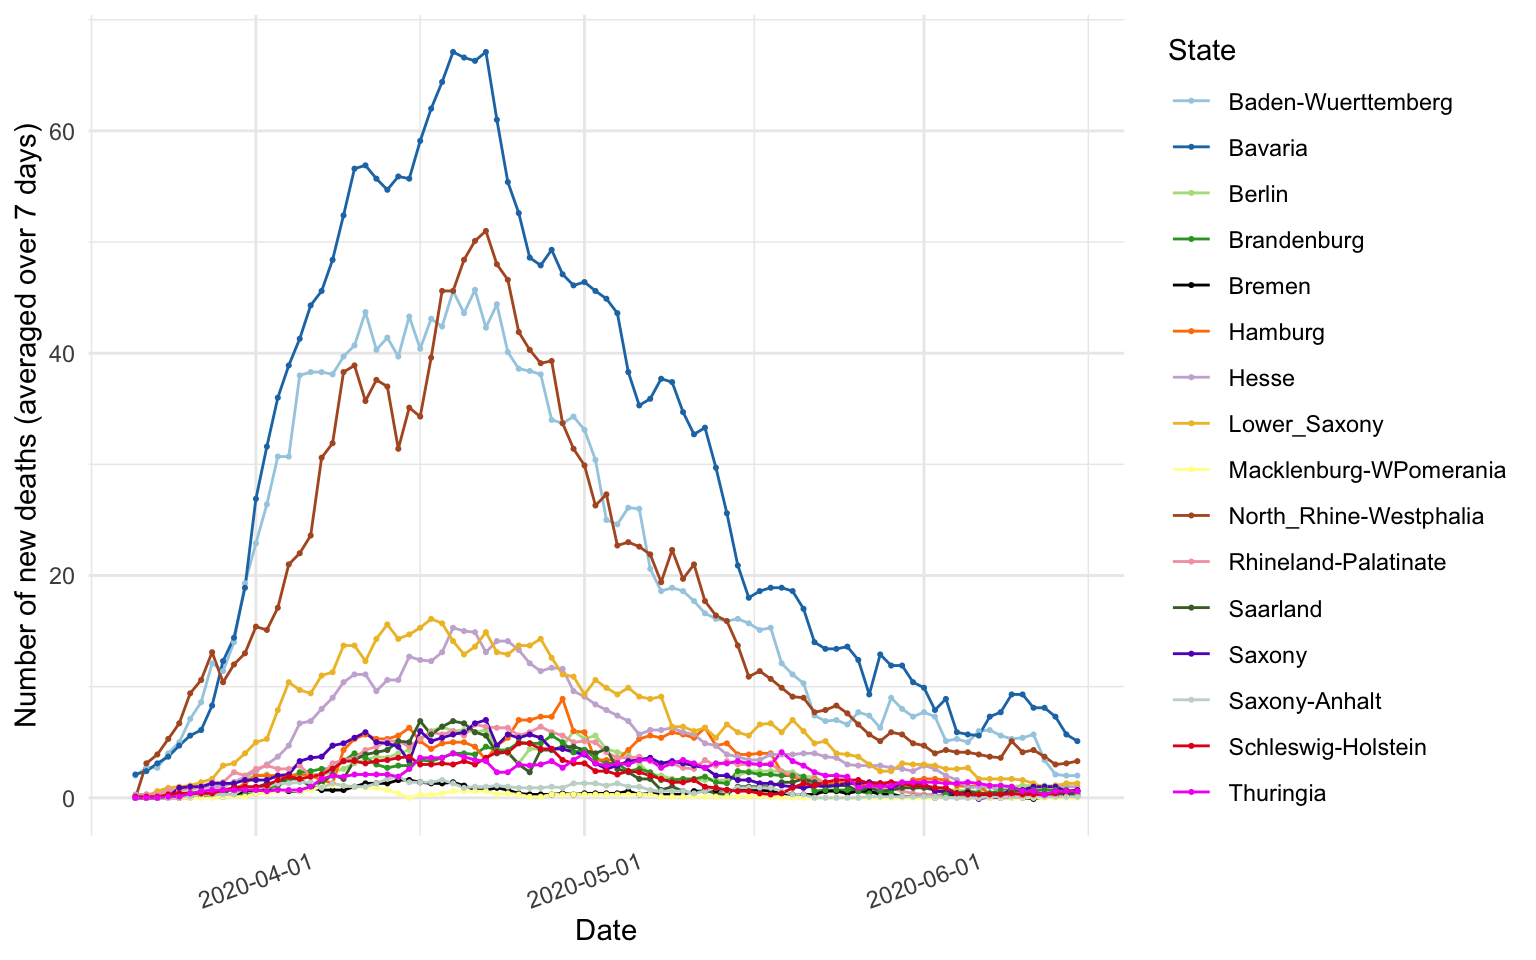 Number of new deaths (averaged over 7 days)
60
40
20
0
2020-04-01
2020-05-01
2020-06-01
Date
State
Baden-Wuerttemberg
Bavaria
Berlin
Brandenburg
Bremen
Hamburg
Hesse
Lower_Saxony
Macklenburg-WPomerania
North_Rhine-Westphalia
Rhineland-Palatinate
Saarland
Saxony
Saxony-Anhalt
Schleswig-Holstein
Thuringia